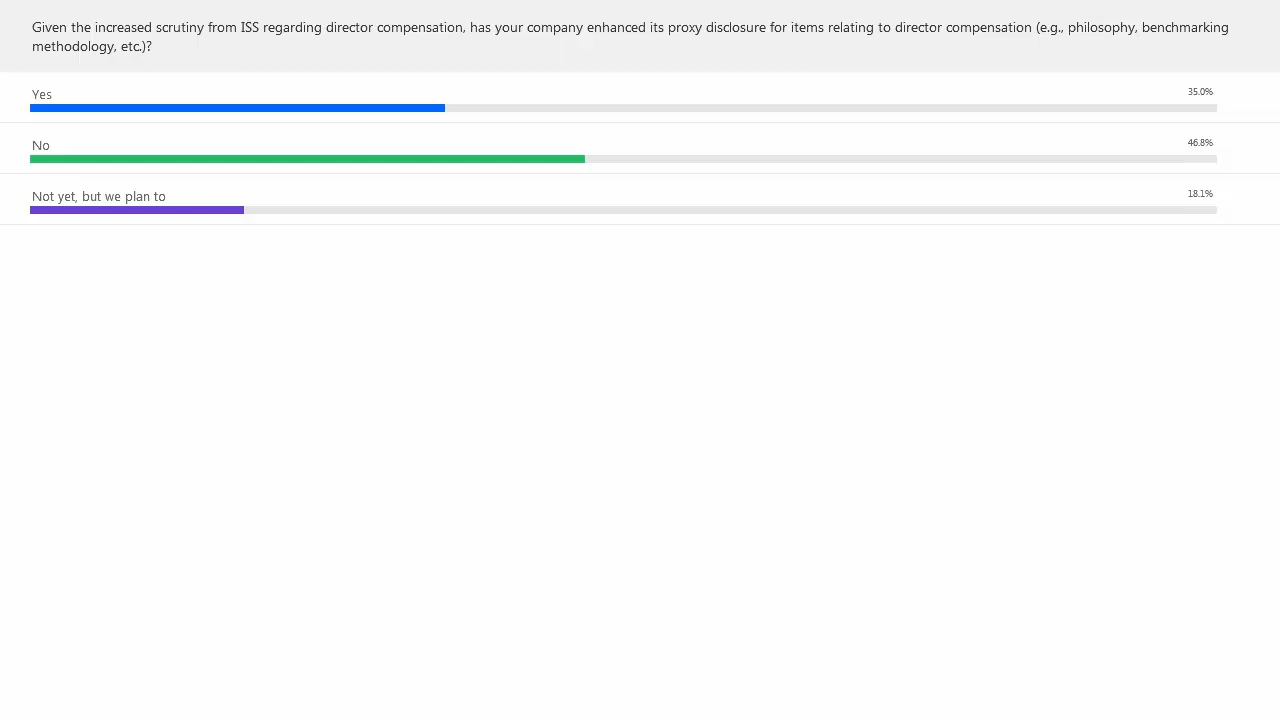 Given the increased scrutiny from ISS regarding director compensation, has your company enhanced its proxy disclosure for items relating to director compensation (e.g., philosophy, benchmarking
methodology, etc.)?
Yes
35.0%
No
46.8%
Not yet, but we plan to
18.1%